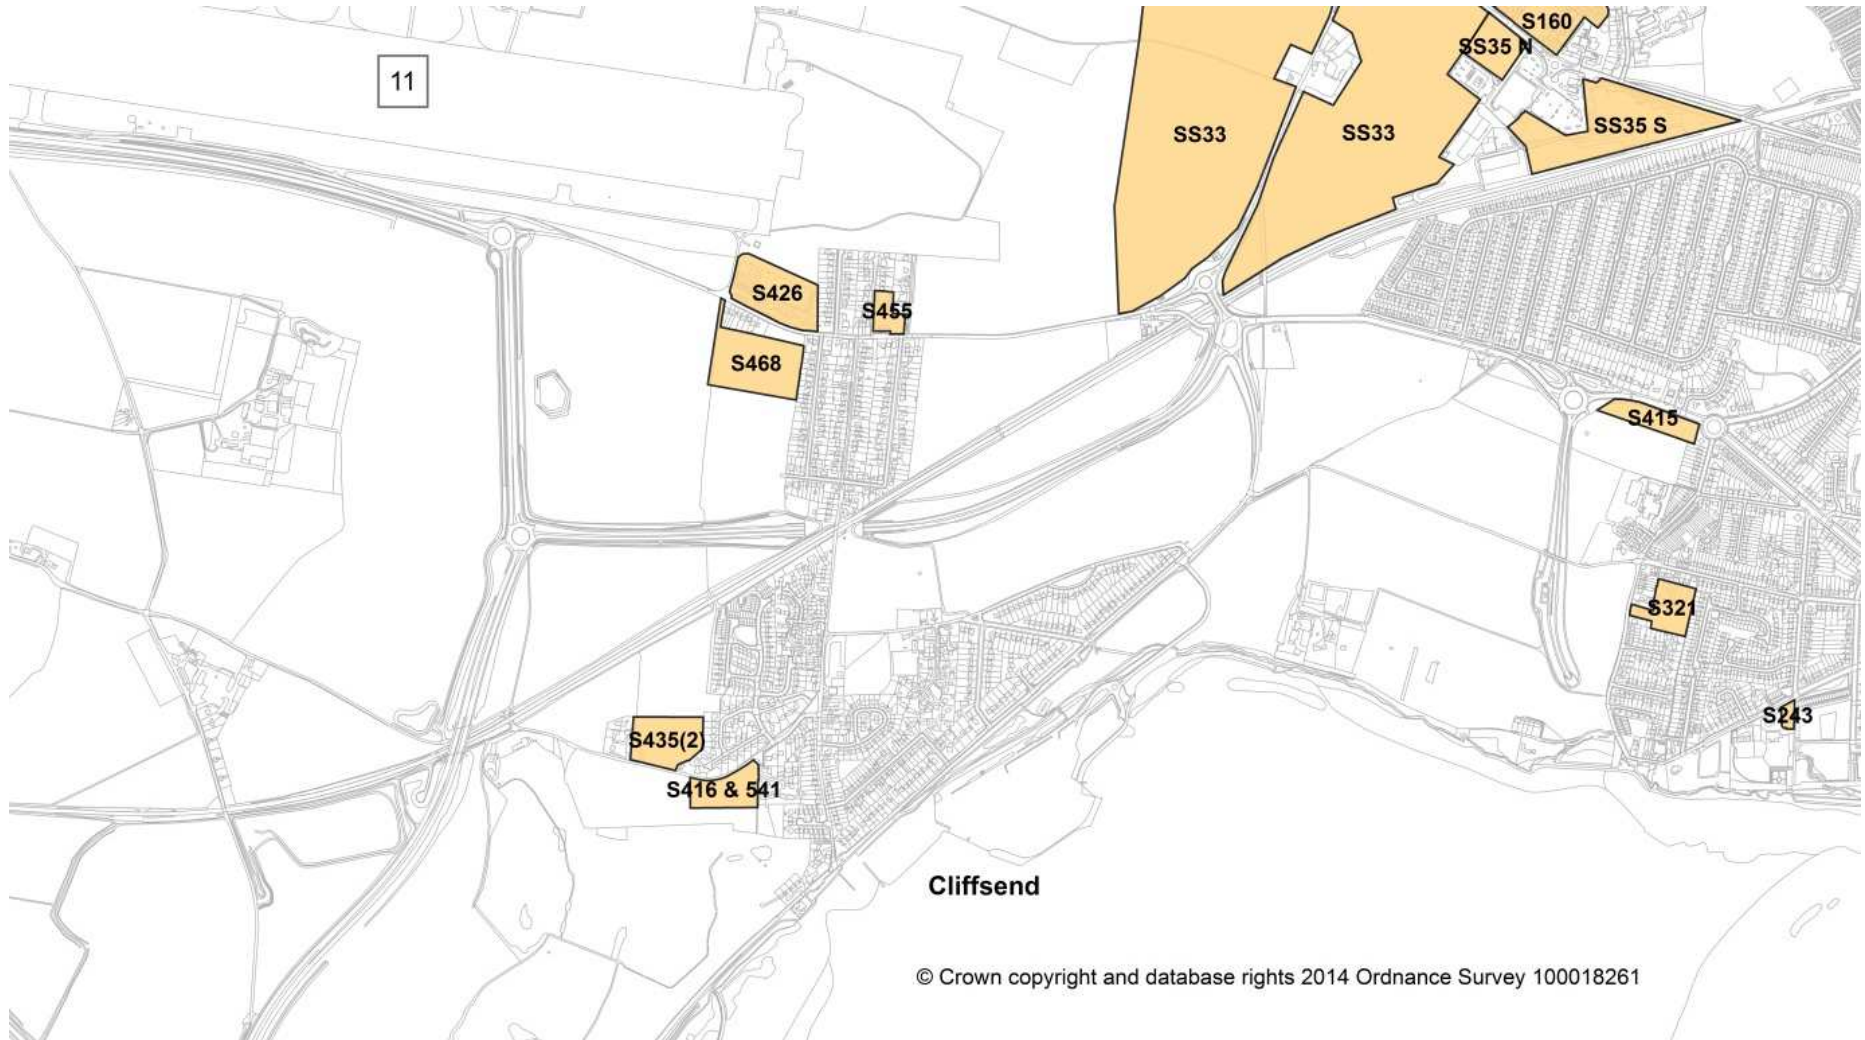 S160
SS35 N
11
SS33
SS33
SS35 S
S426
S455
S468
S415
S321
S243
S435(2)
S416 & 541
Cliffsend
© Crown copyright and database rights 2014 Ordnance Survey 100018261